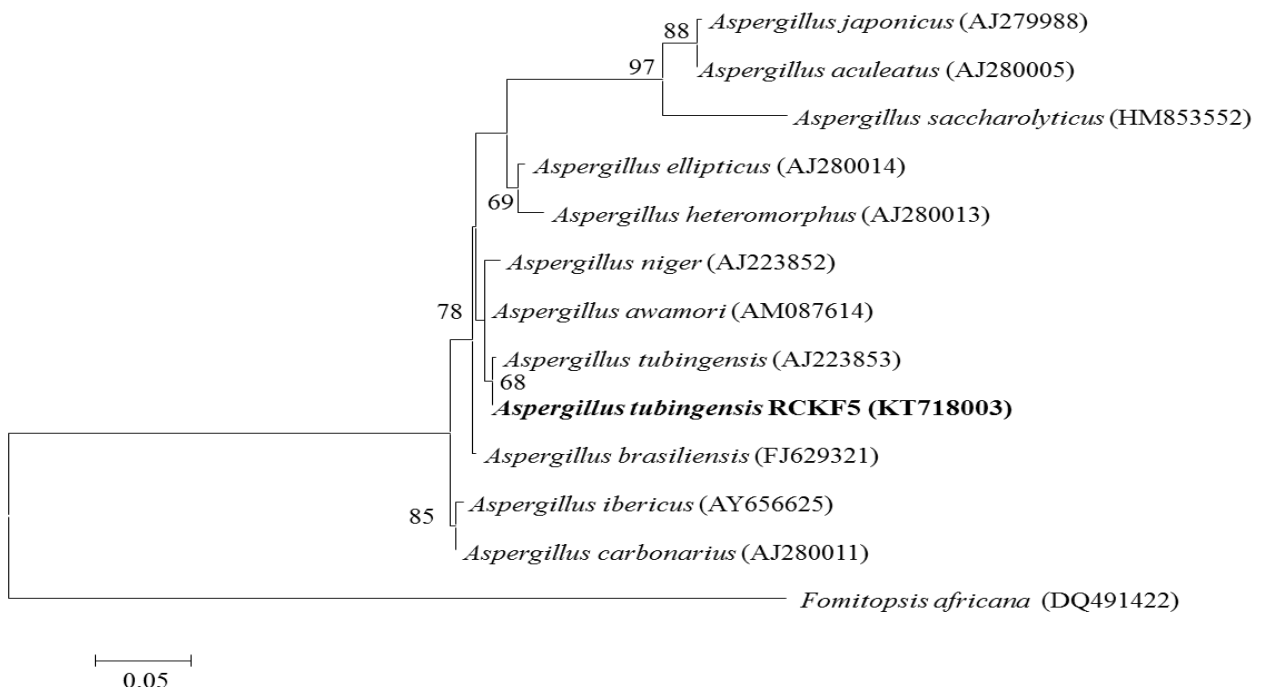 88
Aspergillus japonicus (AJ279988)
97
Aspergillus aculeatus (AJ280005)
Aspergillus saccharolyticus (HM853552)
Aspergillus ellipticus (AJ280014)
69
Aspergillus heteromorphus (AJ280013)
Aspergillus niger (AJ223852)
78
Aspergillus awamori (AM087614)
Aspergillus tubingensis (AJ223853)
68
Aspergillus tubingensis RCKF5 (KT718003)
Aspergillus brasiliensis (FJ629321)
Aspergillus ibericus (AY656625)
85
Aspergillus carbonarius (AJ280011)
Fomitopsis africana (DQ491422)
0.05